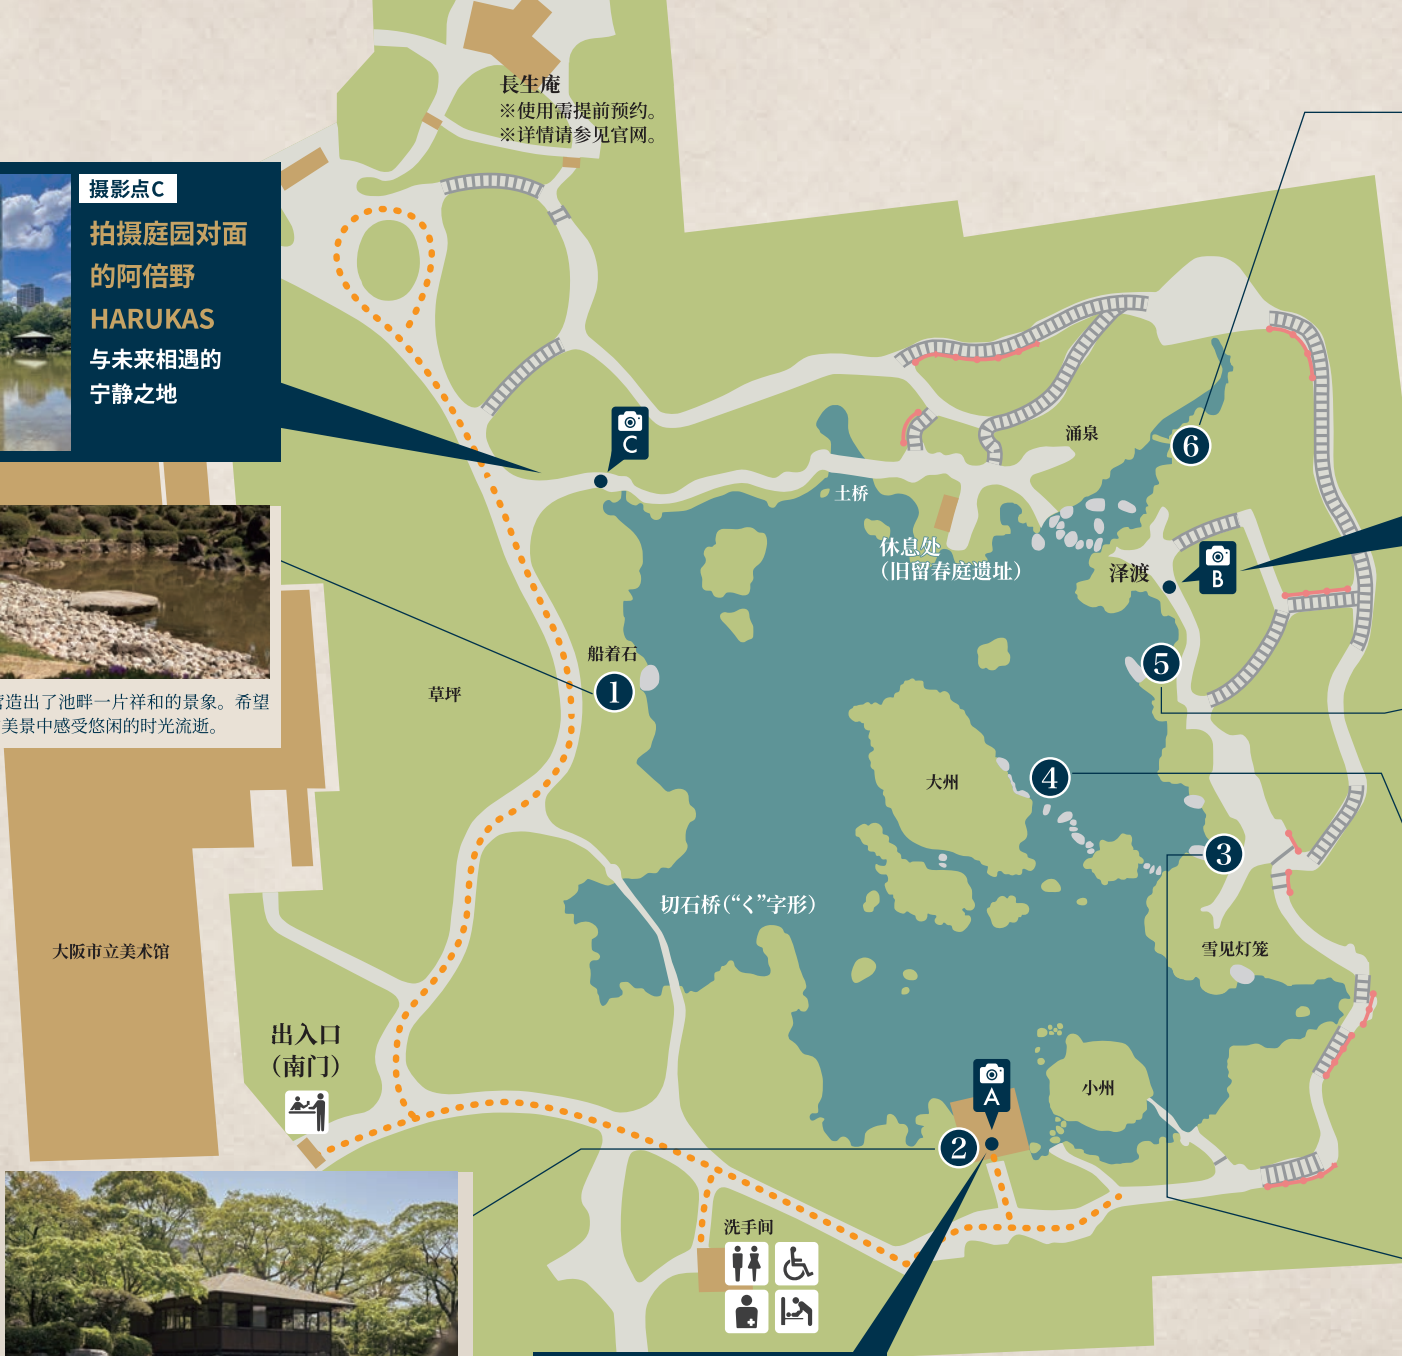 長生庵
※使用需提前预约。
※详情请参见官网。
摄影点C
拍摄庭园对面
的阿倍野
HARUKAS
与未来相遇的
宁静之地
C
涌泉
6
土桥
休息处
（旧留春庭遗址）
泽渡
B
船着石
1
5
草坪
造出了池畔一片祥和的景象。希望
美景中感受悠闲的时光流逝。
大州
4
3
切石桥（“く”字形）
大阪市立美术馆
雪见灯笼
出入口
（南门）
A
小州
2
洗手间